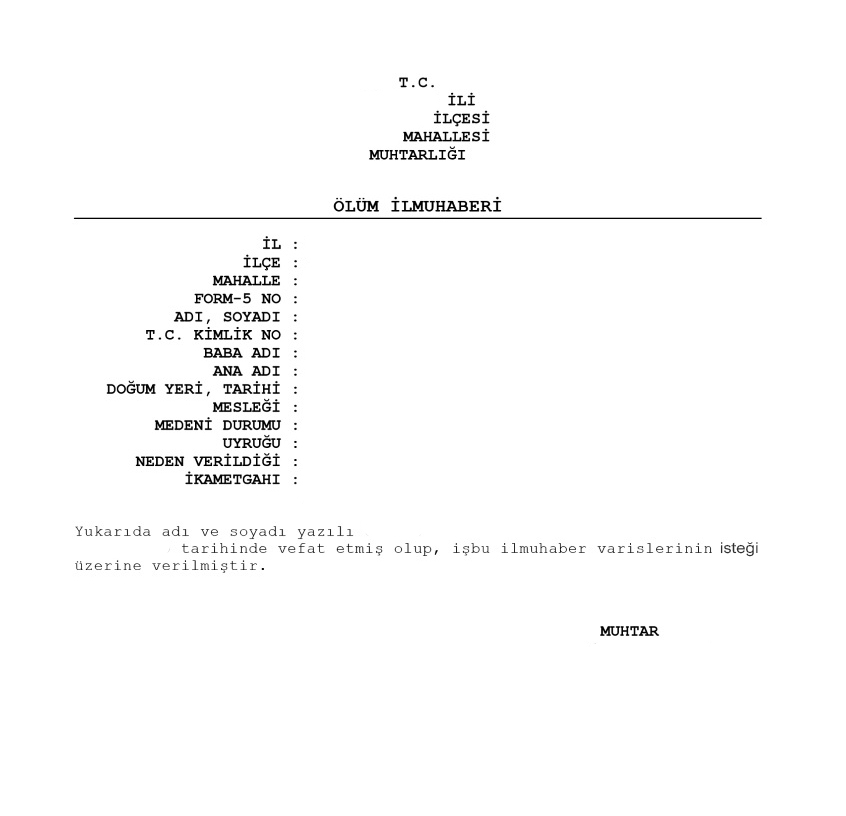 T.C.
İLİ
İLÇESİ
MAHALLESİ
MUHTARLIĞI
ÖLÜM İLMUHABERİ
İL :
İLÇE :
MAHALLE :
FORM-5 NO :
ADI, SOYADI :
T.C. KİMLİK NO :
BABA ADI :
ANA ADI :
DOĞUM YERİ, TARİHİ :
MESLEĞİ :
MEDENİ DURUMU :
UYRUĞU :
NEDEN VERİLDİĞİ :
İKAMETGAHI :
Yukarıda adı ve soyadı yazılı
tarihinde vefat etmiş olup, işbu ilmuhaber varislerinin isteği
üzerine verilmiştir.
MUHTAR